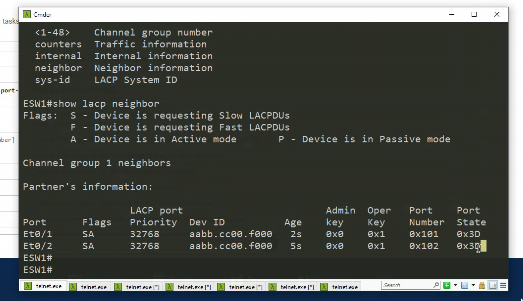 Cmder
tasks
<1-48>    Channel group number
counters  Traffic information
internal  Internal information
neighbor  Neighbor information
sys-id    LACP System ID
port-
ESW1#show lacp neighbor
Flags:  S - Device is requesting Slow LACPDUs
        F - Device is requesting Fast LACPDUs
        A - Device is in Active mode       P - Device is in Passive mode
Channel group 1 neighbors
Partner's information:
                  LACP port                        Admin  Oper   Port    Port
Port      Flags   Priority  Dev ID          Age    key    Key    Number  State
Et0/1     SA      32768     aabb.cc00.f000   2s    0x0    0x1    0x101   0x3D
Et0/2     SA      32768     aabb.cc00.f000   5s    0x0    0x1    0x102   0x3D
ESW1#
ESW1#
telnet.exe telnet.exe telnet.exe [*] telnet.exe [*] telnet.exe [*] telnet.exe [*] telnet.exe Search